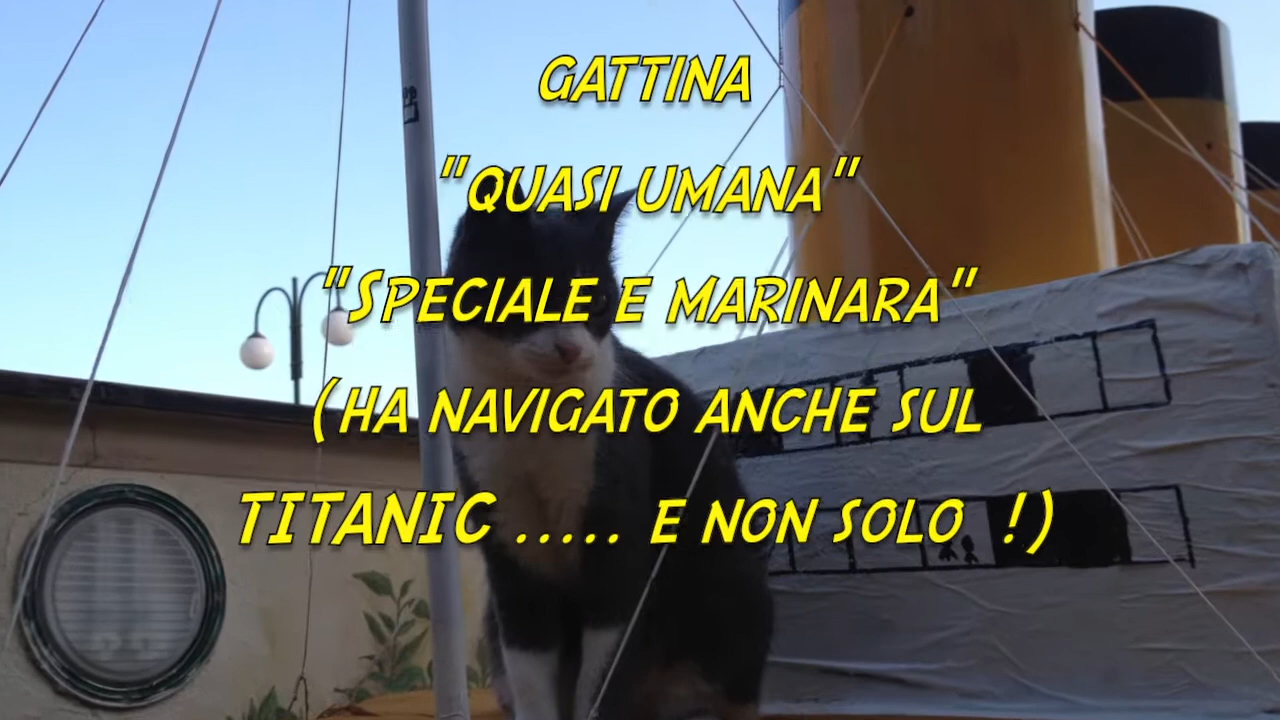 GATTINA
"QUASI UMANA"
"SPECIALE E MARINARA"
(HA NAVIGATO ANCHE SUL
TITANIC ..... E NON SOLO !)